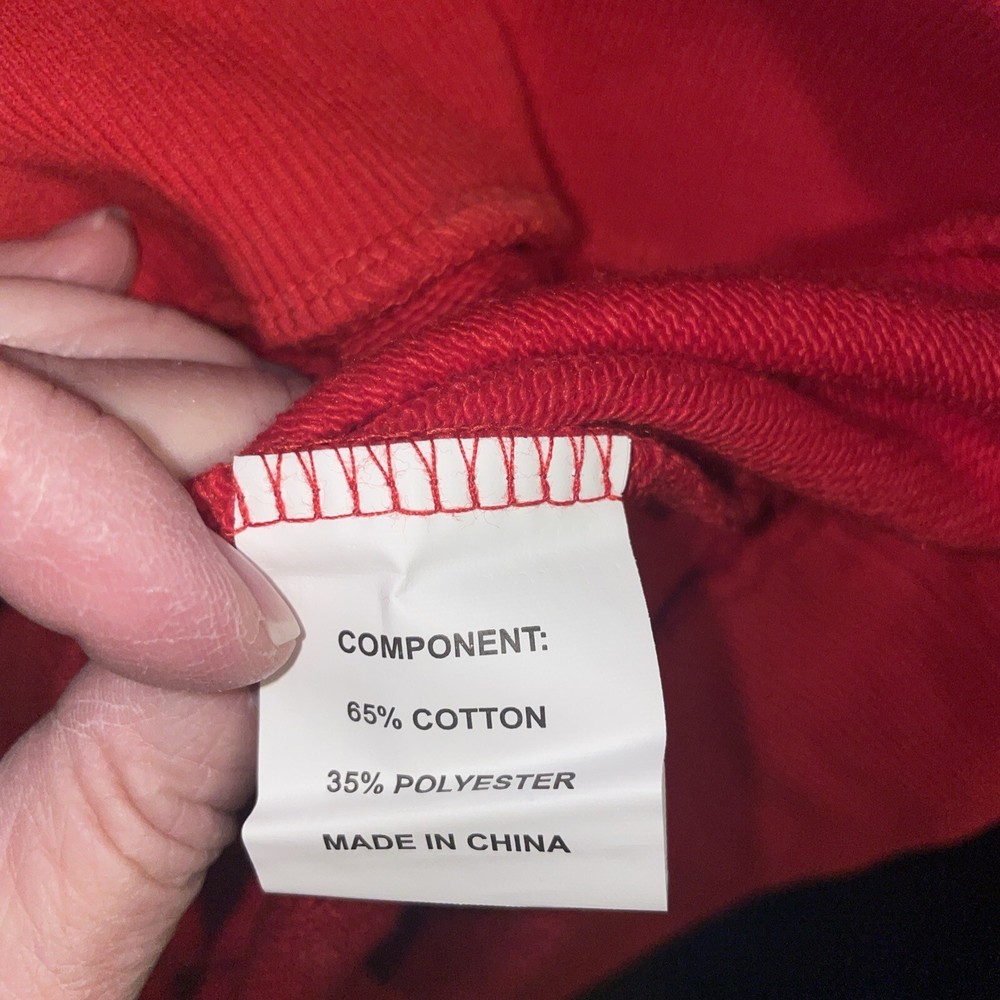 COMPONENT:
65% COTTON
35% POLYESTER
MADE IN CHINA